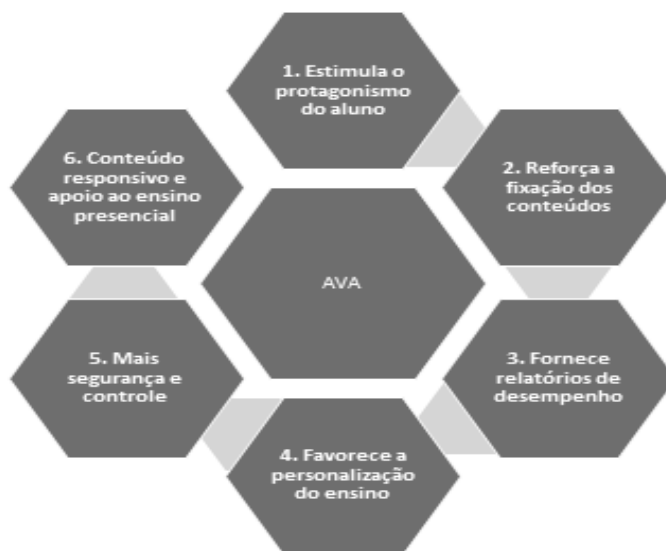 1. Estimula o
protagonismo
do aluno
2. Reforça a
fixação dos
conteúdos
3. Fornece
relatórios de
desempenho
4. Favorece a
personalização
do ensino
5. Mais
segurança e
controle
6. Conteúdo
responsivo e
apoio ao ensino
presencial
AVA